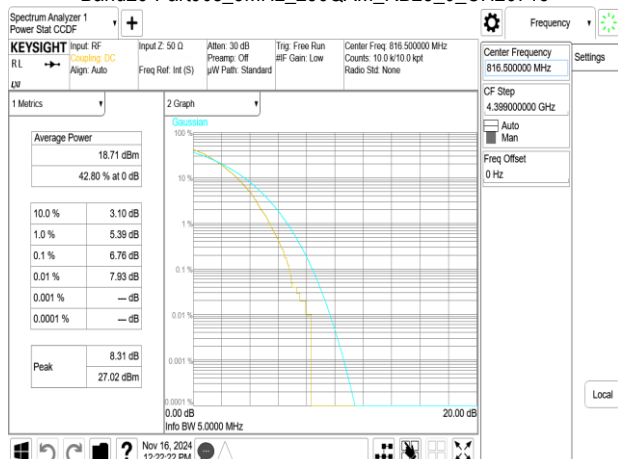 Spectrum Analyzer 1
Power Stat CCDF
+
Frequency
KEYSIGHT
RL
Input: RF
Coupling: DC
Align: Auto
Input Z: 50 Ω
Freq Ref: Int (S)
Atten: 30 dB
Preamp: Off
µW Path: Standard
Trig: Free Run
#IF Gain: Low
Center Freq: 816.500000 MHz
Counts: 10.0 k/10.0 kpt
Radio Std: None
Center Frequency
816.500000 MHz
Settings
CF Step
4.399000000 GHz
Auto
Man
Freq Offset
0 Hz
1 Metrics
Average Power
18.71 dBm
42.80 % at 0 dB
10.0 % 3.10 dB
1.0 % 5.39 dB
0.1 % 6.76 dB
0.01 % 7.93 dB
0.001 % --- dB
0.0001 % --- dB
Peak 8.31 dB
27.02 dBm
2 Graph
Gaussian
100 %
10 %
1 %
0.1 %
0.01 %
0.001 %
0.0001 %
0.00 dB 20.00 dB
Info BW 5.0000 MHz
Local
?
Nov 16, 2024
12:22:22 PM